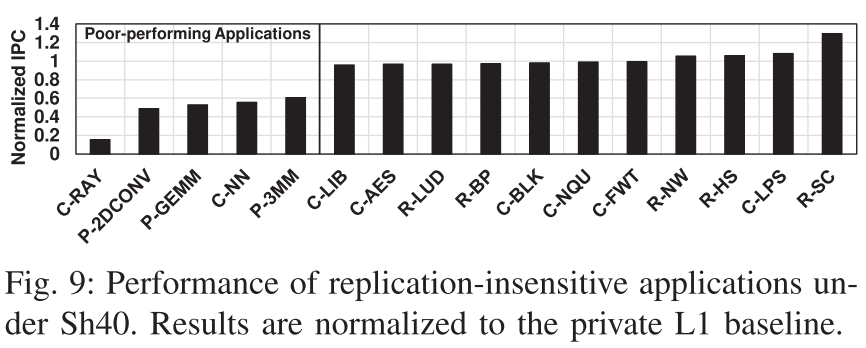 Normalized IPC
1.4
1.2
1
0.8
0.6
0.4
0.2
0
Poor-performing Applications
C-RAY
P-2DCONV
P-GEMM
C-NN
P-3MM
C-LIB
C-AES
R-LUD
R-BP
C-BLK
C-NQU
C-FWT
R-NW
R-HS
C-LPS
R-SC
Fig. 9: Performance of replication-insensitive applications un-
der Sh40. Results are normalized to the private L1 baseline.